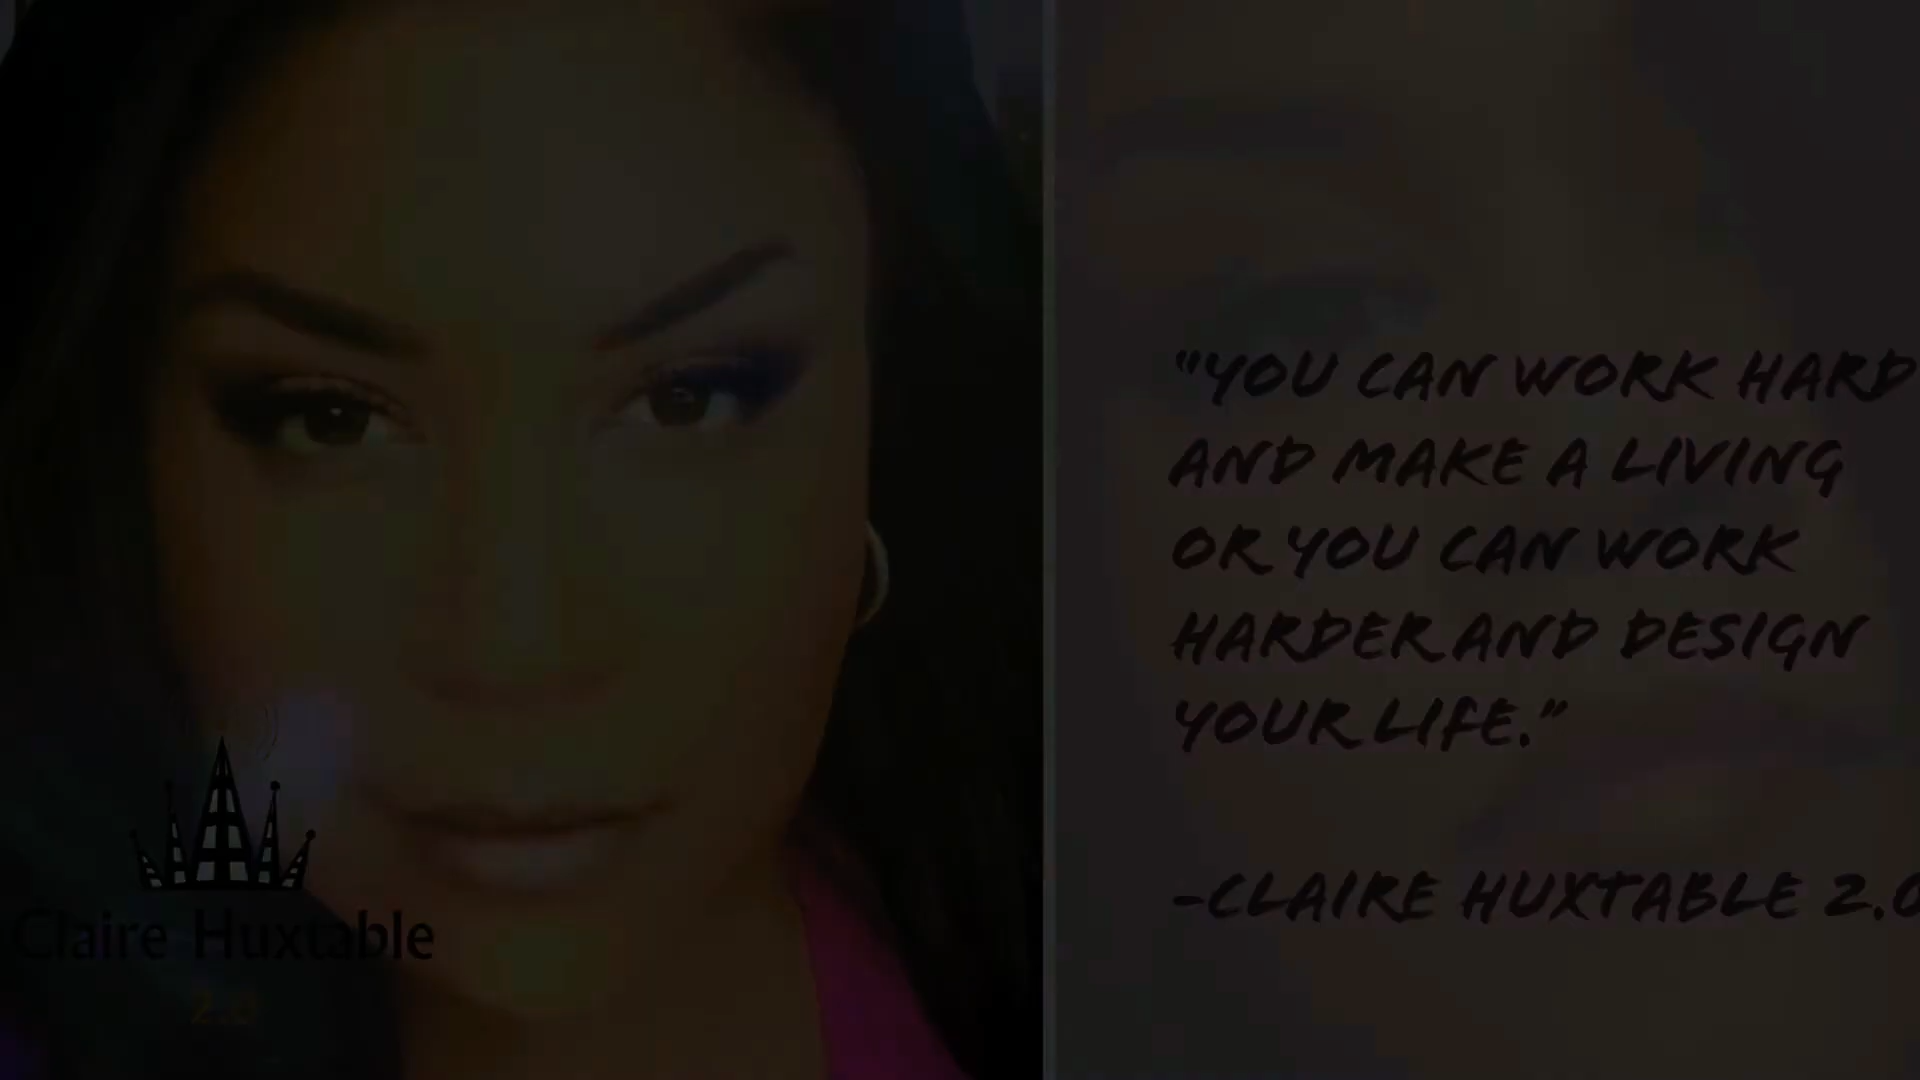 "YOU CAN WORK HARD
AND MAKE A LIVING
OR YOU CAN WORK
HARDER AND DESIGN
YOUR LIFE."
-CLAIRE HUXTABLE 2.0
Claire Huxtable
2.0